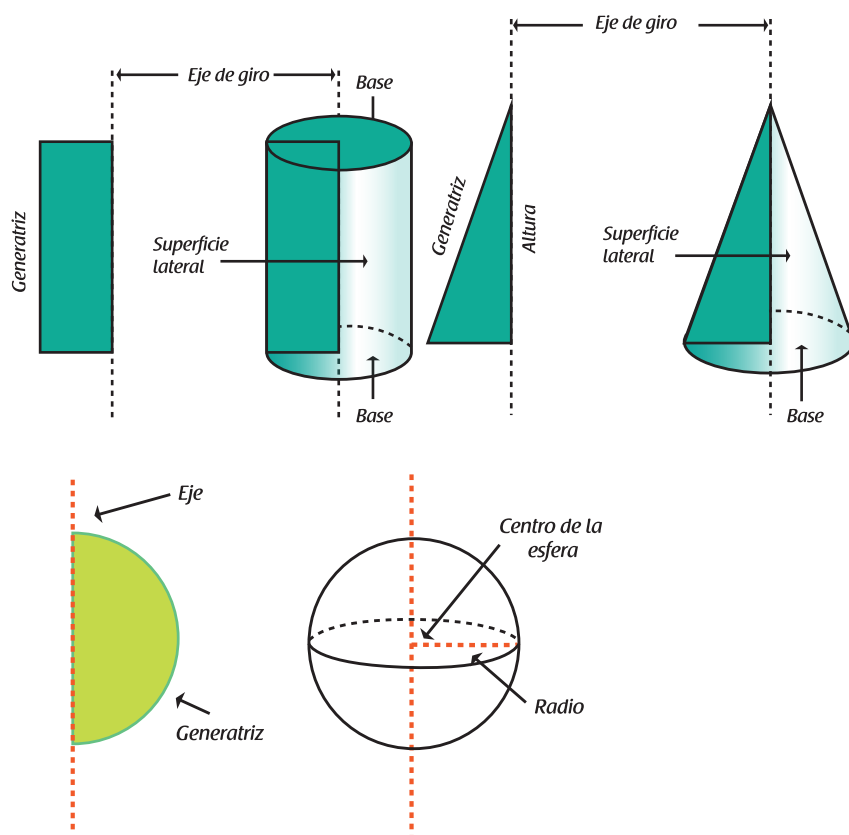 Eje de giro
Eje de giro
Base
Generatriz
Superficie
lateral
Base
Generatriz
Altura
Superficie
lateral
Base
Eje
Generatriz
Centro de la
esfera
Radio